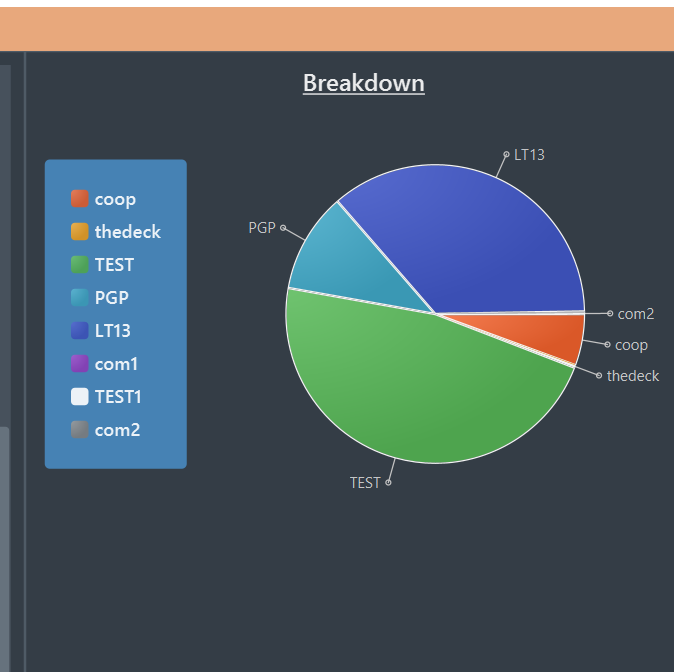 Breakdown
coop
thedeck
TEST
PGP
LT13
com1
TEST1
com2
LT13
PGP
com2
coop
thedeck
TEST